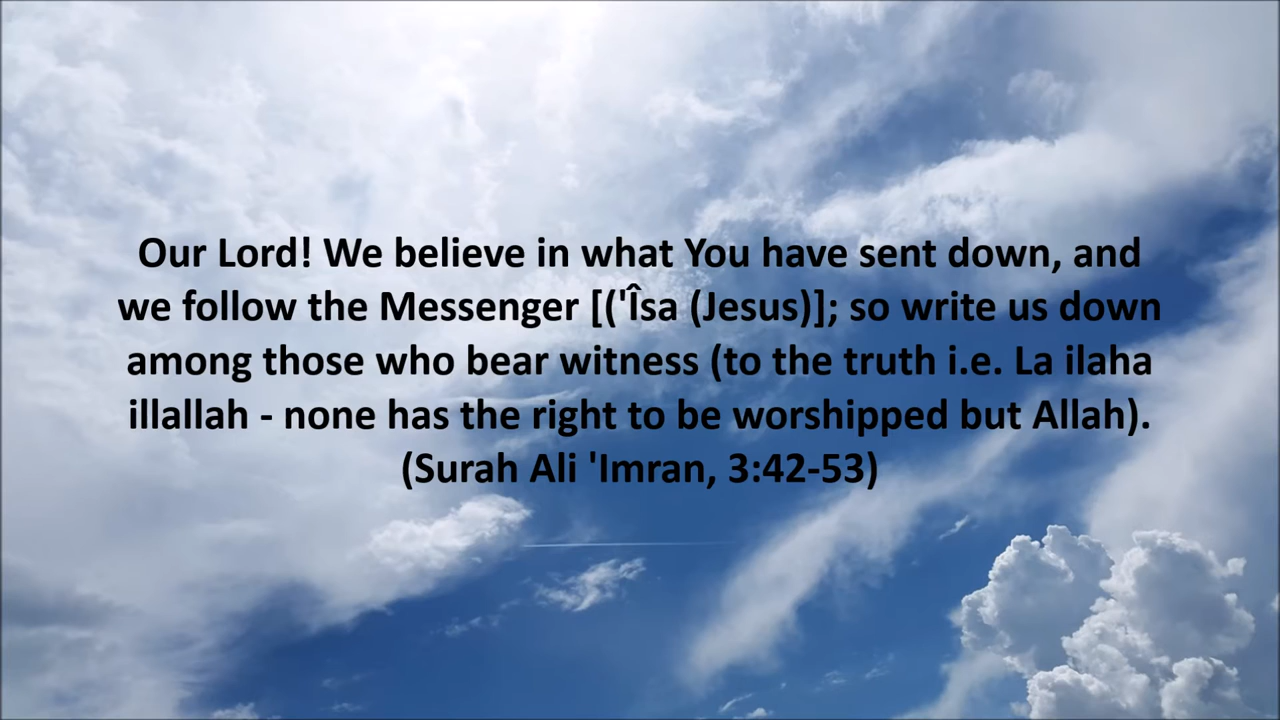 Our Lord! We believe in what You have sent down, and
we follow the Messenger [('Îsa (Jesus)]; so write us down
among those who bear witness (to the truth i.e. La ilaha
illallah - none has the right to be worshipped but Allah).
(Surah Ali 'Imran, 3:42-53)